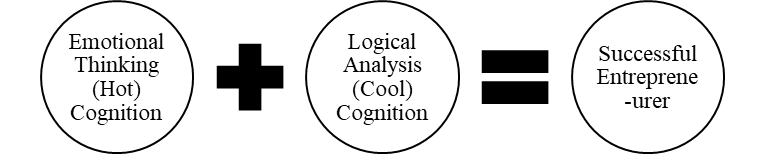 Emotional
Thinking
(Hot)
Cognition
Logical
Analysis
(Cool)
Cognition
Successful
Entreprene
-urer